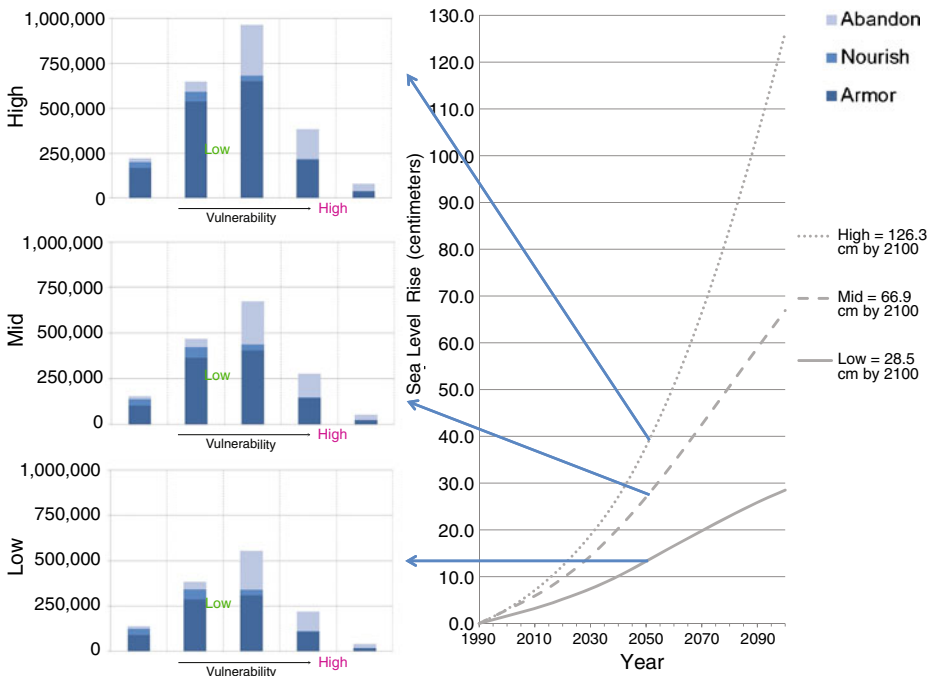 1,000,000
750,000
500,000
250,000
0
High
Low
Vulnerability
High
1,000,000
750,000
500,000
250,000
0
Mid
Low
Vulnerability
High
1,000,000
750,000
500,000
250,000
0
Low
Low
Vulnerability
High
130.0
120.0
110.0
100.0
90.0
80.0
70.0
60.0
50.0
40.0
30.0
20.0
10.0
0.0
Sea Level Rise (centimeters)
1990
2010
2030
2050
2070
2090
Year
Abandon
Nourish
Armor
High = 126.3
cm by 2100
Mid = 66.9
cm by 2100
Low = 28.5
cm by 2100